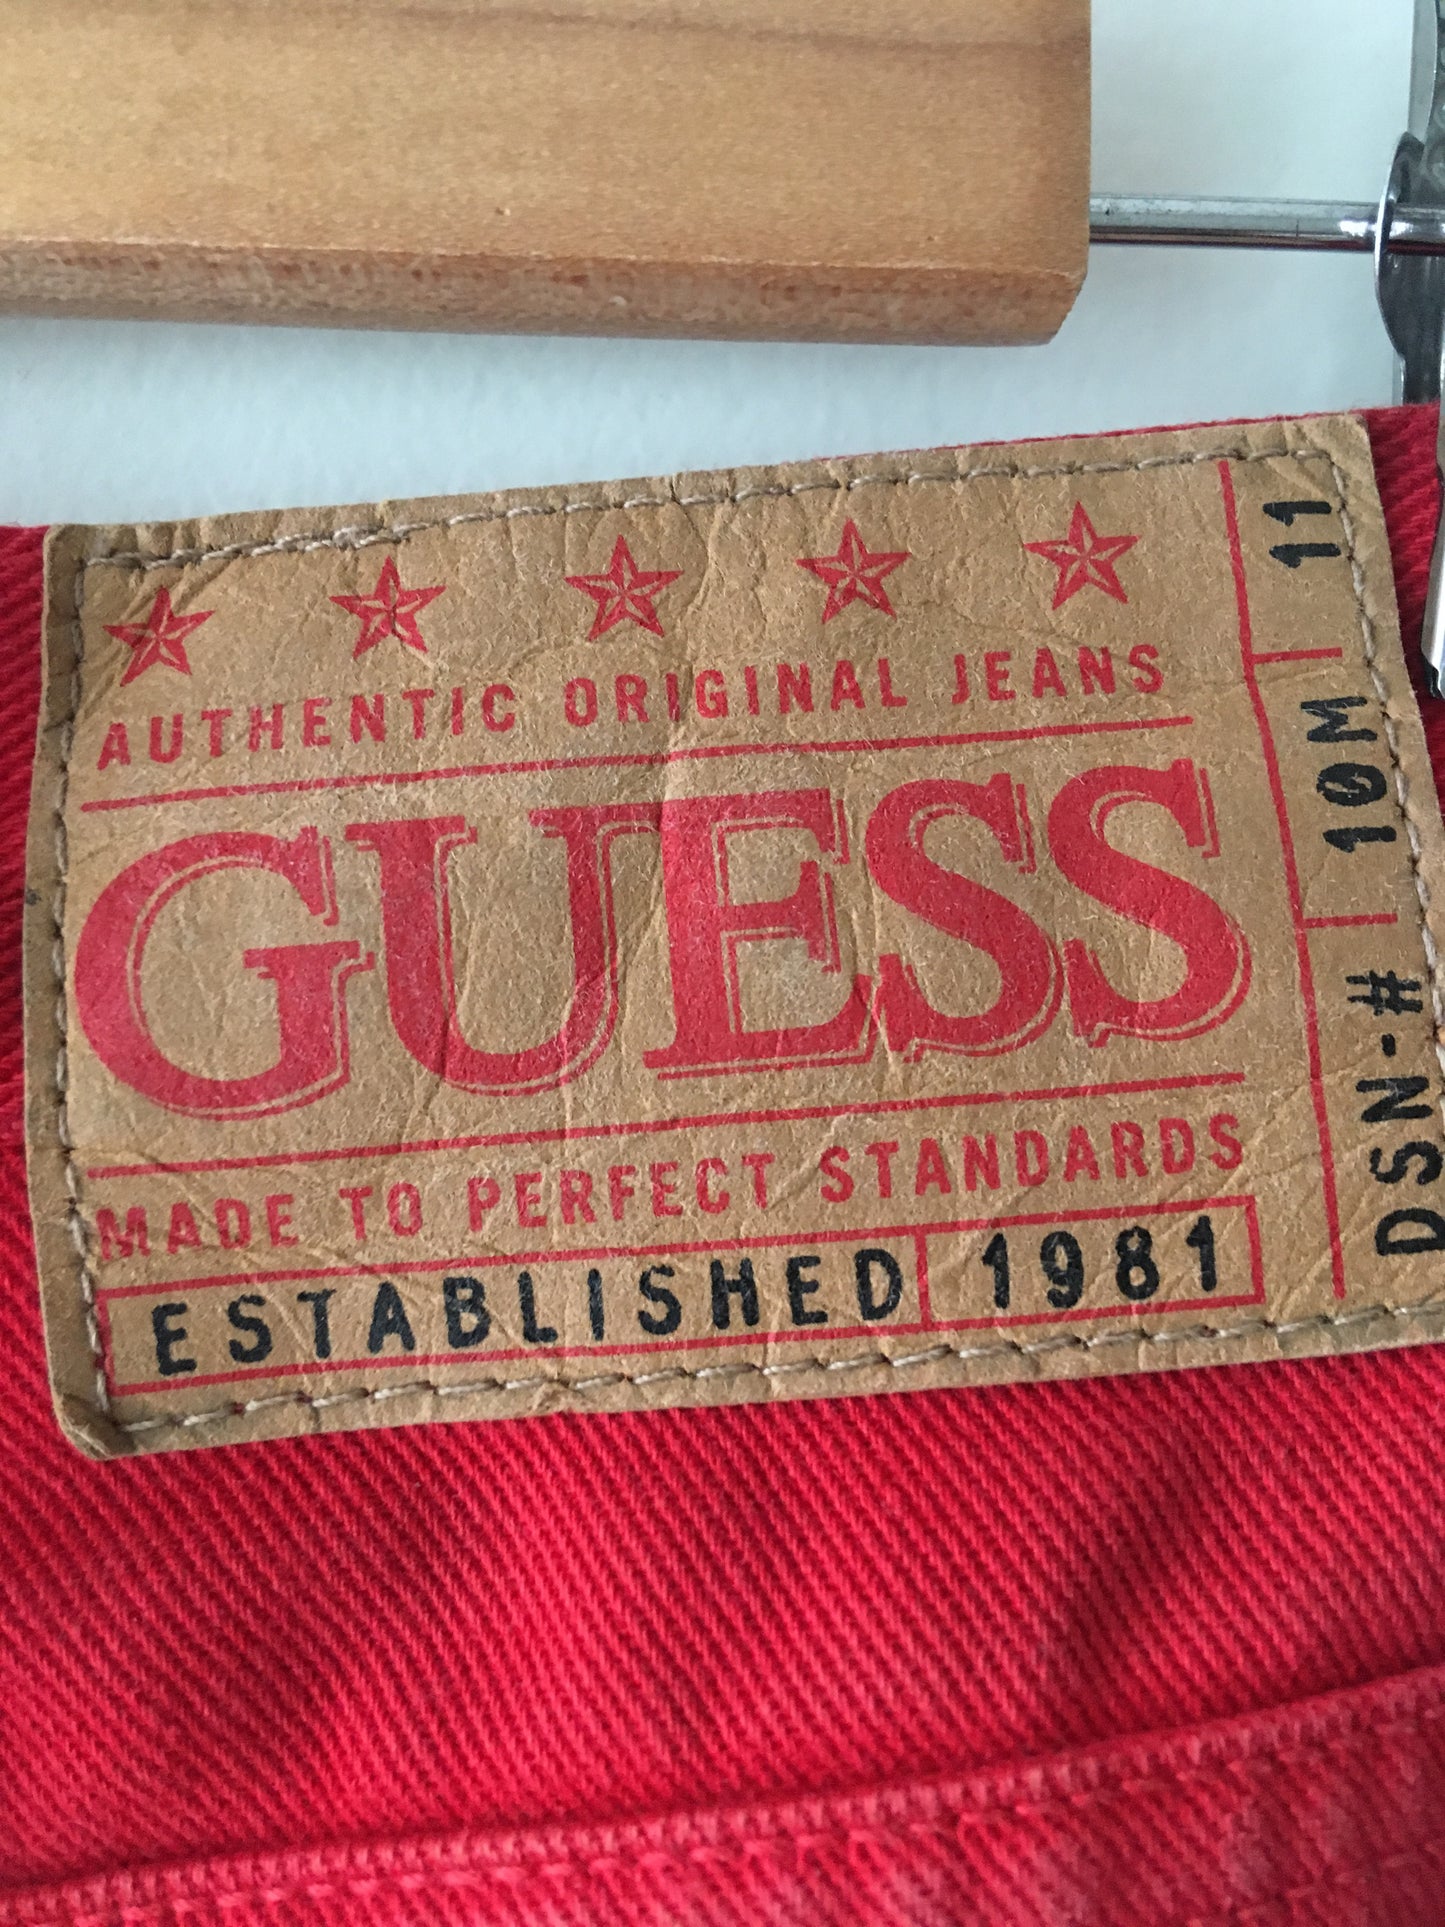 AUTHENTIC ORIGINAL JEANS
GUESS
MADE TO PERFECT STANDARDS
ESTABLISHED 1981
DSN-# 10M 11